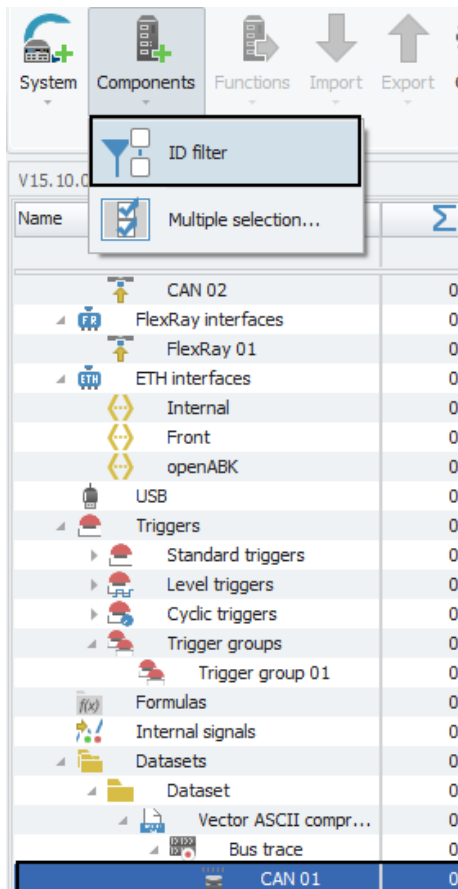 System Components Functions Import Export
ID filter
V15.10.0
Name Multiple selection... Σ
CAN 02 0
FlexRay interfaces 0
FR
FlexRay 01 0
ETH interfaces 0
ETH
Internal 0
Front 0
openABK 0
USB 0
Triggers 0
Standard triggers 0
Level triggers 0
Cyclic triggers 0
Trigger groups 0
Trigger group 01 0
f(x) Formulas 0
Internal signals 0
Datasets 0
Dataset 0
Vector ASCII compr... 0
Bus trace 0
CAN 01 0